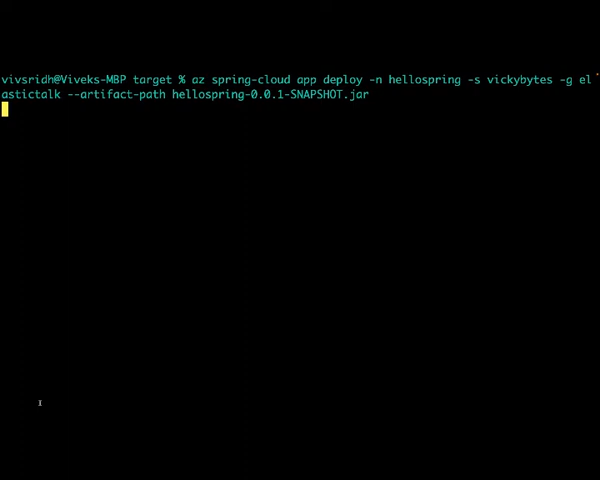 vivsridh@Viveks-MBP target % az spring-cloud app deploy -n hellospring -s vickybytes -g el
astictalk --artifact-path hellospring-0.0.1-SNAPSHOT.jar